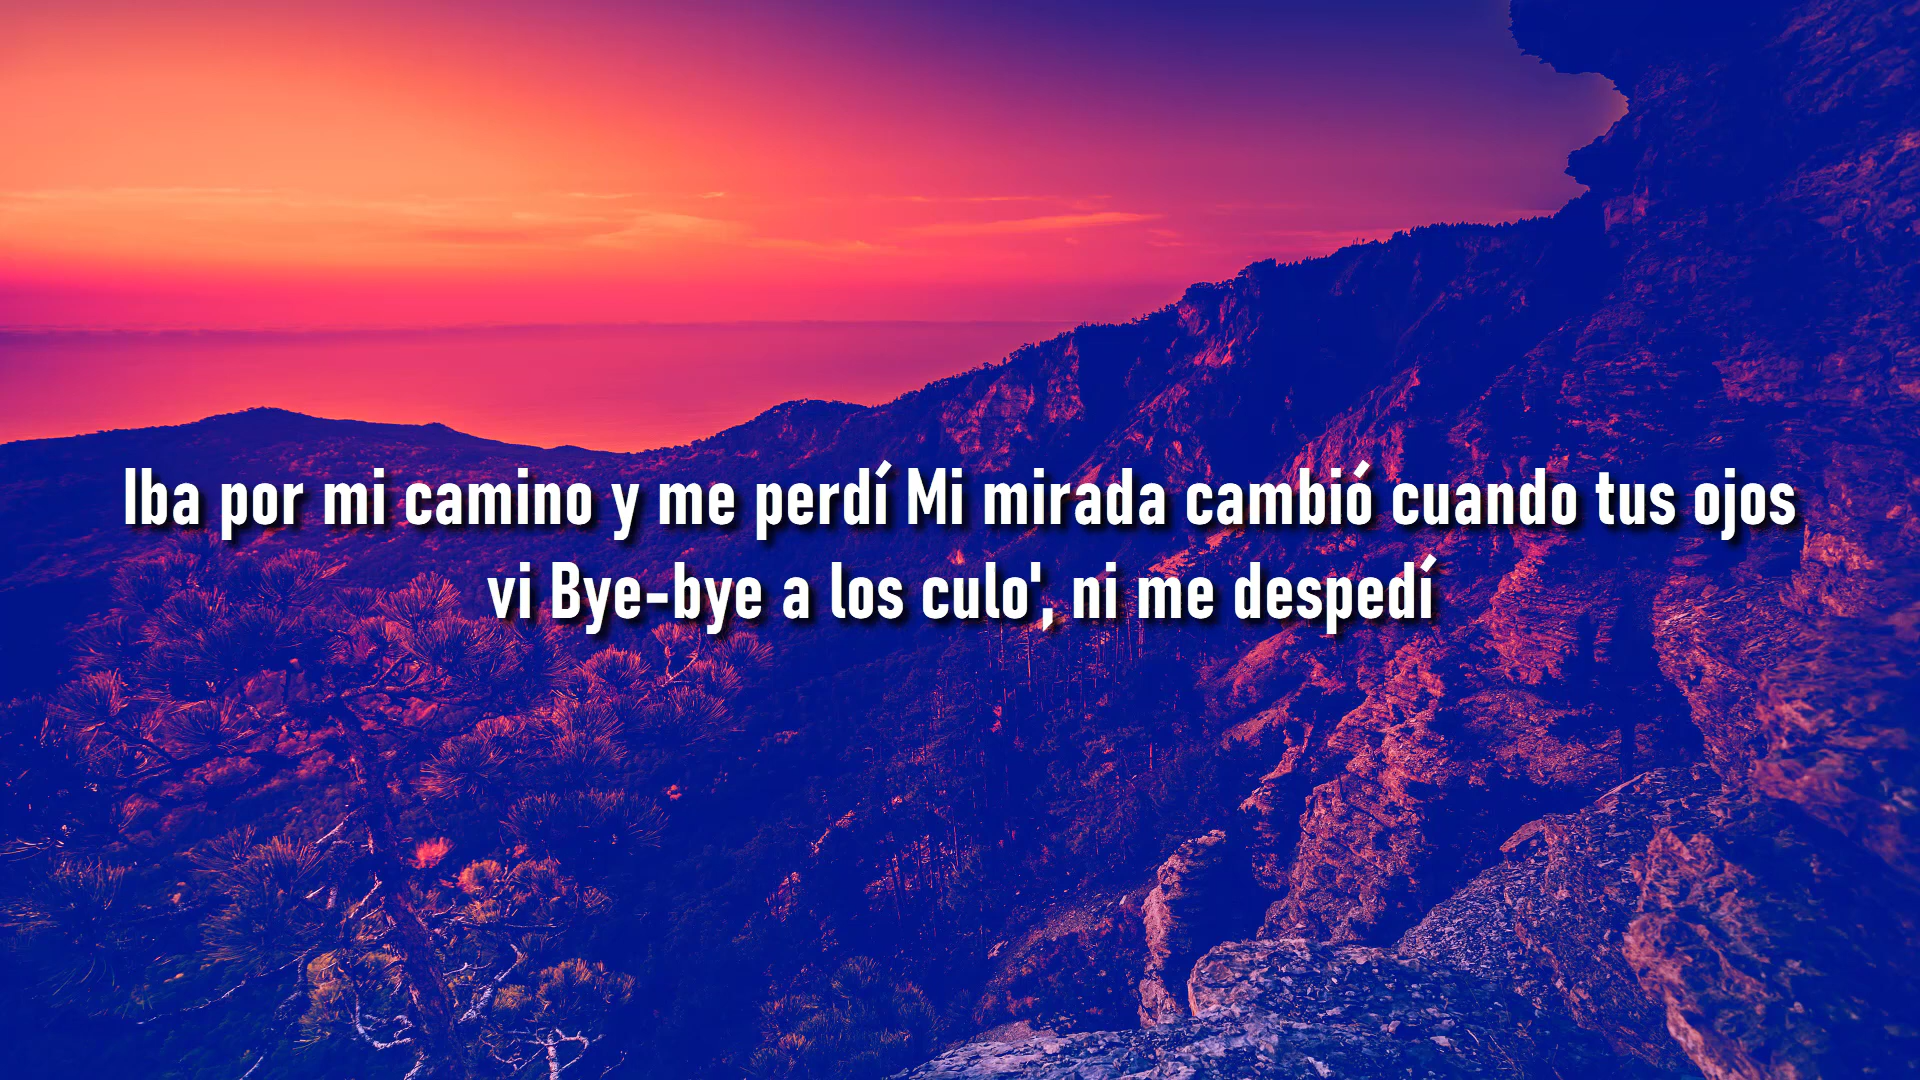 Iba por mi camino y me perdí Mi mirada cambió cuando tus ojos
vi Bye-bye a los culo', ni me despedí